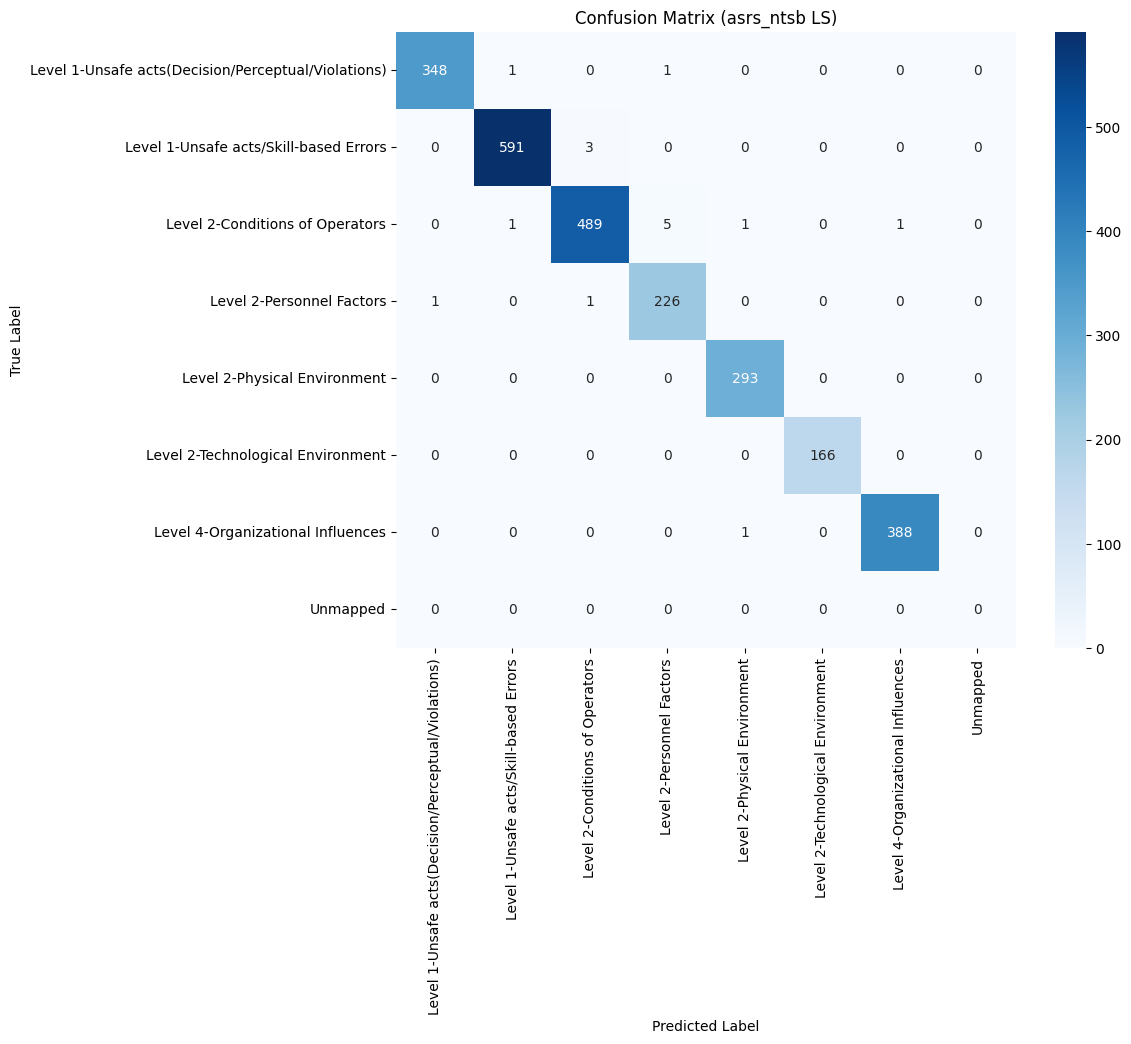 Confusion Matrix (asrs_ntsb LS)
Level 1-Unsafe acts(Decision/Perceptual/Violations) 348 1 0 1 0 0 0 0
Level 1-Unsafe acts/Skill-based Errors 0 591 3 0 0 0 0 0
Level 2-Conditions of Operators 0 1 489 5 1 0 1 0
Level 2-Personnel Factors 1 0 1 226 0 0 0 0
Level 2-Physical Environment 0 0 0 0 293 0 0 0
Level 2-Technological Environment 0 0 0 0 0 166 0 0
Level 4-Organizational Influences 0 0 0 0 1 0 388 0
Unmapped 0 0 0 0 0 0 0 0
True Label
Level 1-Unsafe acts(Decision/Perceptual/Violations)
Level 1-Unsafe acts/Skill-based Errors
Level 2-Conditions of Operators
Level 2-Personnel Factors
Level 2-Physical Environment
Level 2-Technological Environment
Level 4-Organizational Influences
Unmapped
Predicted Label
500
400
300
200
100
0